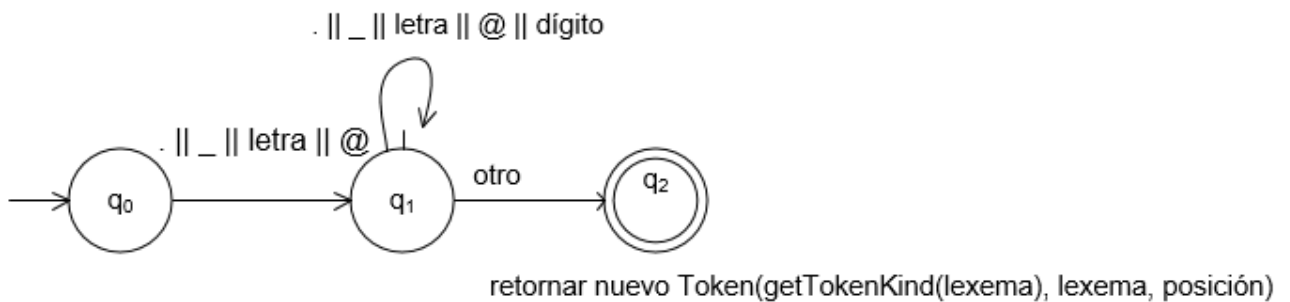 . || _ || letra || @ || dígito
. || _ || letra || @
otro
q₀
q₁
q₂
retornar nuevo Token(getTokenKind(lexema), lexema, posición)